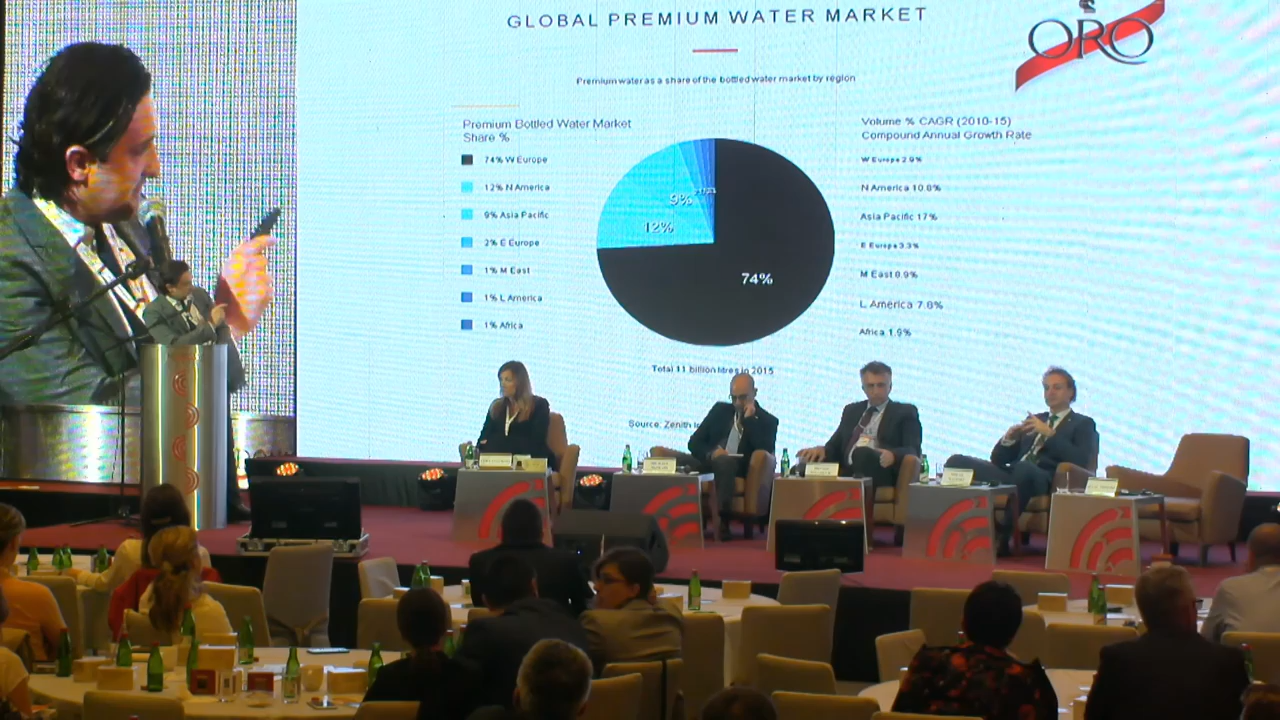 GLOBAL PREMIUM WATER MARKET
ORO
Premium water as a share of the bottled water market by region
Premium Bottled Water Market
Share %
74% W Europe
12% N America
9% Asia Pacific
2% E Europe
1% M East
1% L America
1% Africa
9%
12%
74%
Volume % CAGR (2010-15)
Compound Annual Growth Rate
W Europe 2.9%
N America 10.8%
Asia Pacific 17%
E Europe 3.3%
M East 0.9%
L America 7.8%
Africa 1.9%
Total 11 billion litres in 2015
Source: Zenith